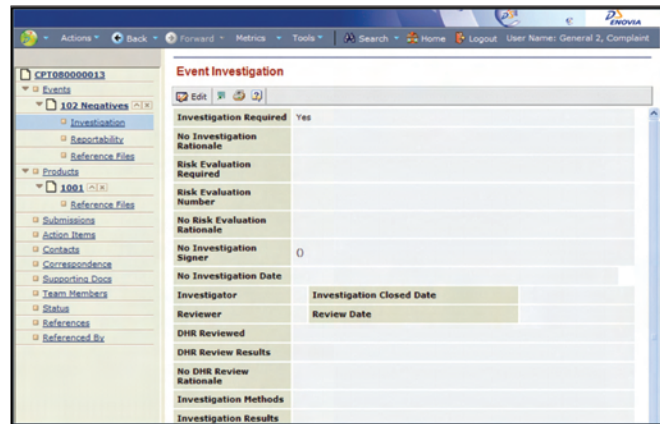 ENOVIA
Actions Back Forward Metrics Tools Search Home Logout User Name: General 2, Complaint
CPT080000013
Events
102 Negatives
Investigation
Reportability
Reference Files
Products
1001
Reference Files
Submissions
Action Items
Contacts
Correspondence
Supporting Docs
Team Members
Status
References
Referenced By
Event Investigation
Edit
Investigation Required Yes
No Investigation
Rationale
Risk Evaluation
Required
Risk Evaluation
Number
No Risk Evaluation
Rationale
No Investigation
Signer ()
No Investigation Date
Investigator Investigation Closed Date
Reviewer Review Date
DHR Reviewed
DHR Review Results
No DHR Review
Rationale
Investigation Methods
Investigation Results